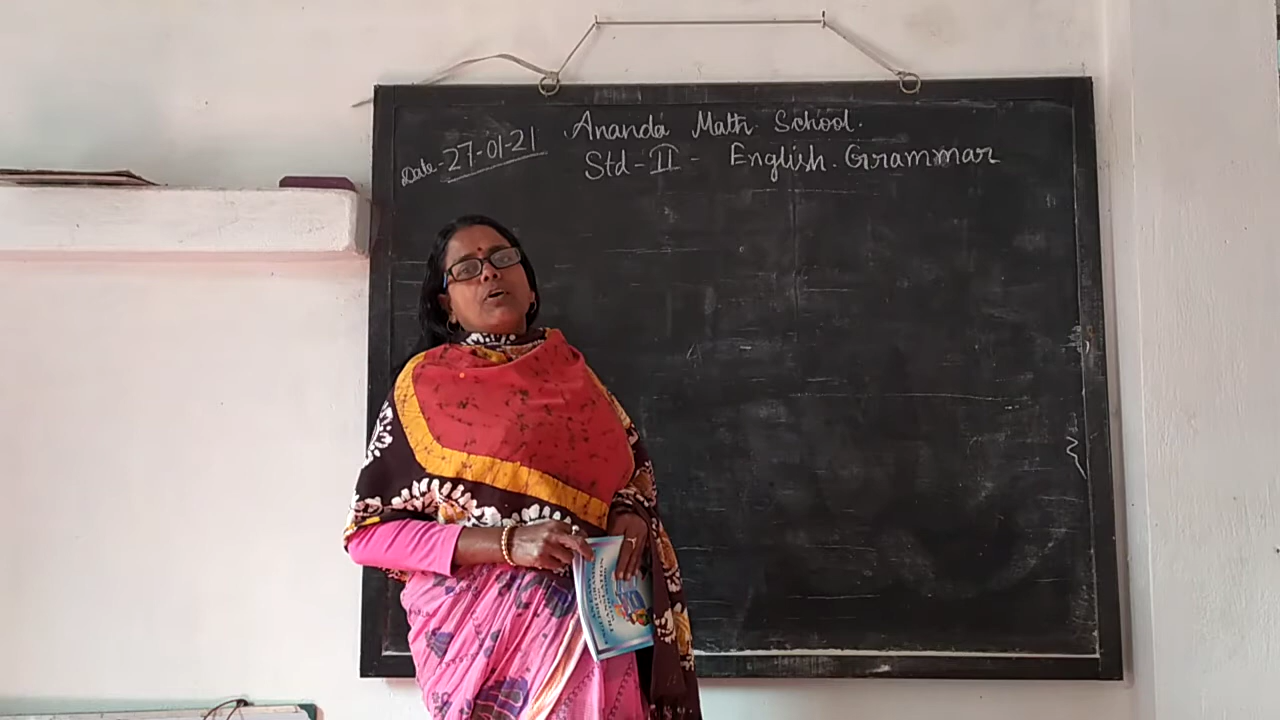 Ananda Math School.
Date-27-01-21
Std-II- English. Grammar